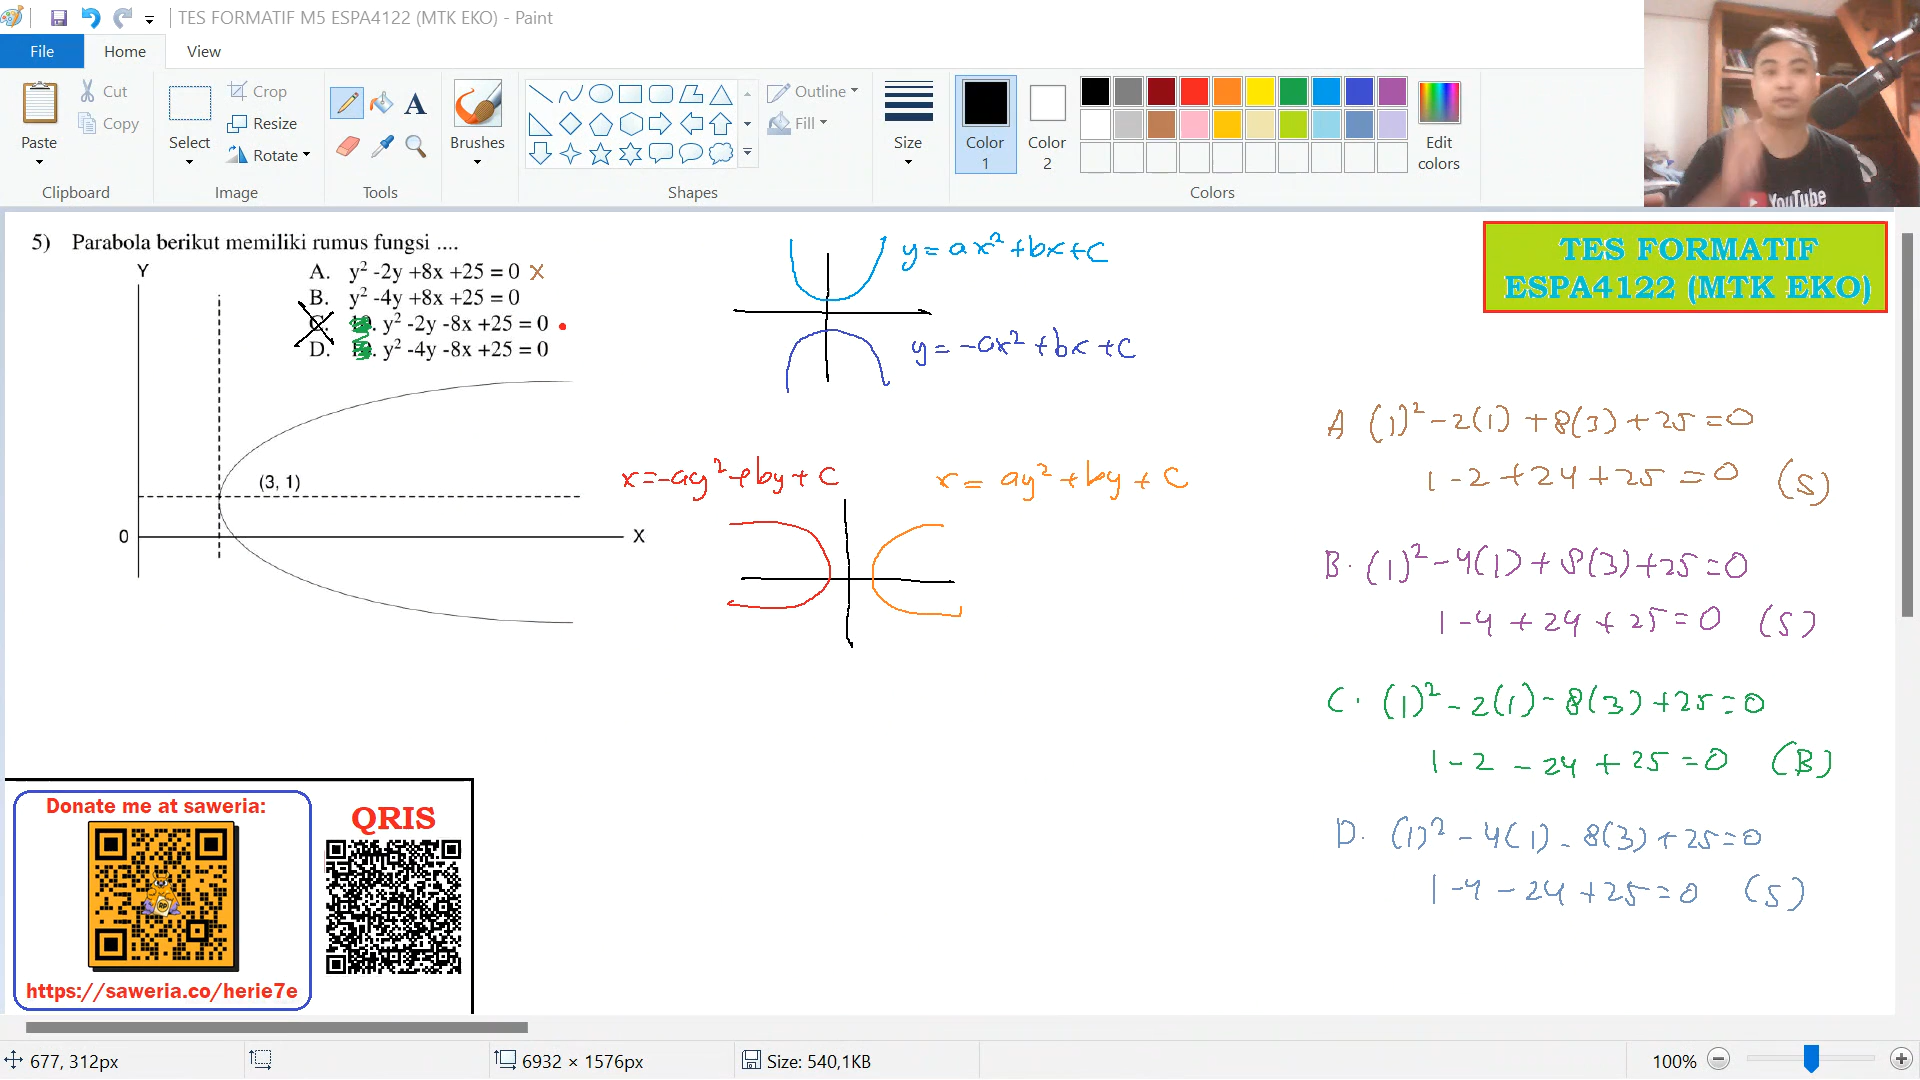 TES FORMATIF M5 ESPA4122 (MTK EKO) - Paint
File
Home
View
Paste
Cut
Copy
Clipboard
Select
Crop
Resize
Rotate
Image
A
Tools
Brushes
Shapes
Outline
Fill
Size
Color 1
Color 2
Edit colors
Colors
YouTube
5) Parabola berikut memiliki rumus fungsi ....
A. y² -2y +8x +25 = 0 X
B. y² -4y +8x +25 = 0
C. y² -2y -8x +25 = 0
D. y² -4y -8x +25 = 0
Y
(3, 1)
0
X
y = ax² + bx + c
y = -ax² + bx + c
x = -ay² + by + c
x = ay² + by + c
TES FORMATIF
ESPA4122 (MTK EKO)
A (1)² - 2(1) + 8(3) + 25 = 0
1 - 2 + 24 + 25 = 0 (S)
B. (1)² - 4(1) + 8(3) + 25 = 0
1 - 4 + 24 + 25 = 0 (S)
C. (1)² - 2(1) - 8(3) + 25 = 0
1 - 2 - 24 + 25 = 0 (B)
D. (1)² - 4(1) - 8(3) + 25 = 0
1 - 4 - 24 + 25 = 0 (S)
Donate me at saweria:
RP
https://saweria.co/herie7e
QRIS
677, 312px
6932 × 1576px
Size: 540,1KB
100%